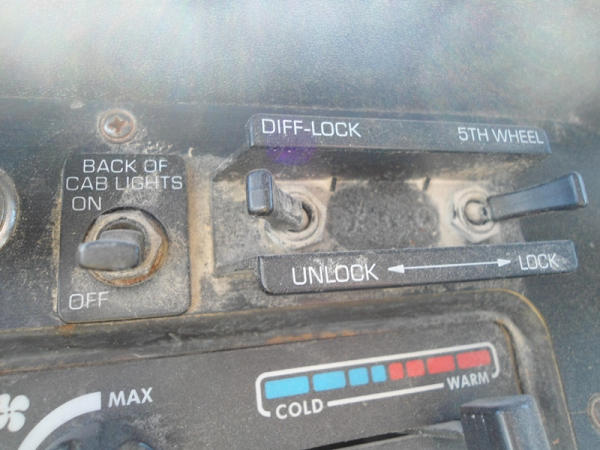 DIFF-LOCK
5TH WHEEL
BACK OF
CAB LIGHTS
ON
OFF
UNLOCK
LOCK
MAX
COLD
WARM